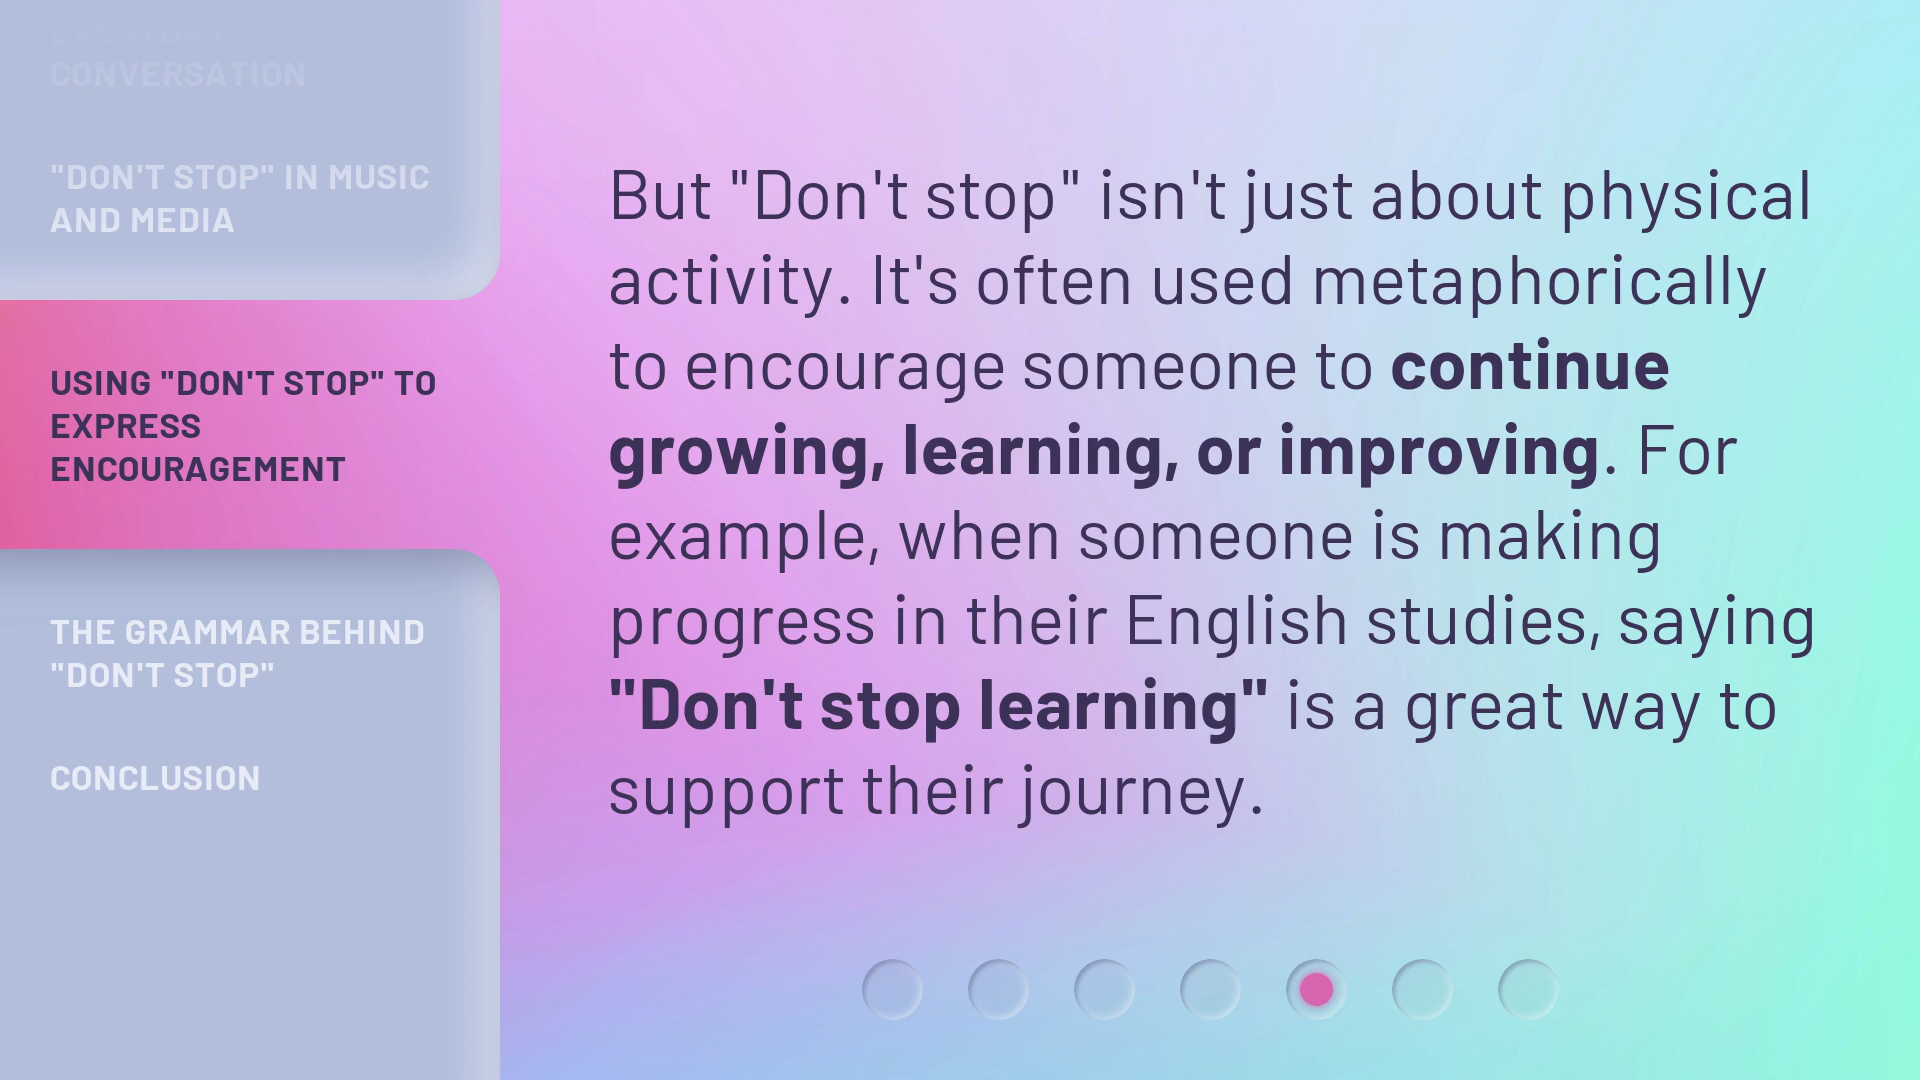 EVERYDAY
CONVERSATION
"DON'T STOP" IN MUSIC
AND MEDIA
USING "DON'T STOP" TO
EXPRESS
ENCOURAGEMENT
THE GRAMMAR BEHIND
"DON'T STOP"
CONCLUSION
But "Don't stop" isn't just about physical
activity. It's often used metaphorically
to encourage someone to continue
growing, learning, or improving. For
example, when someone is making
progress in their English studies, saying
"Don't stop learning" is a great way to
support their journey.